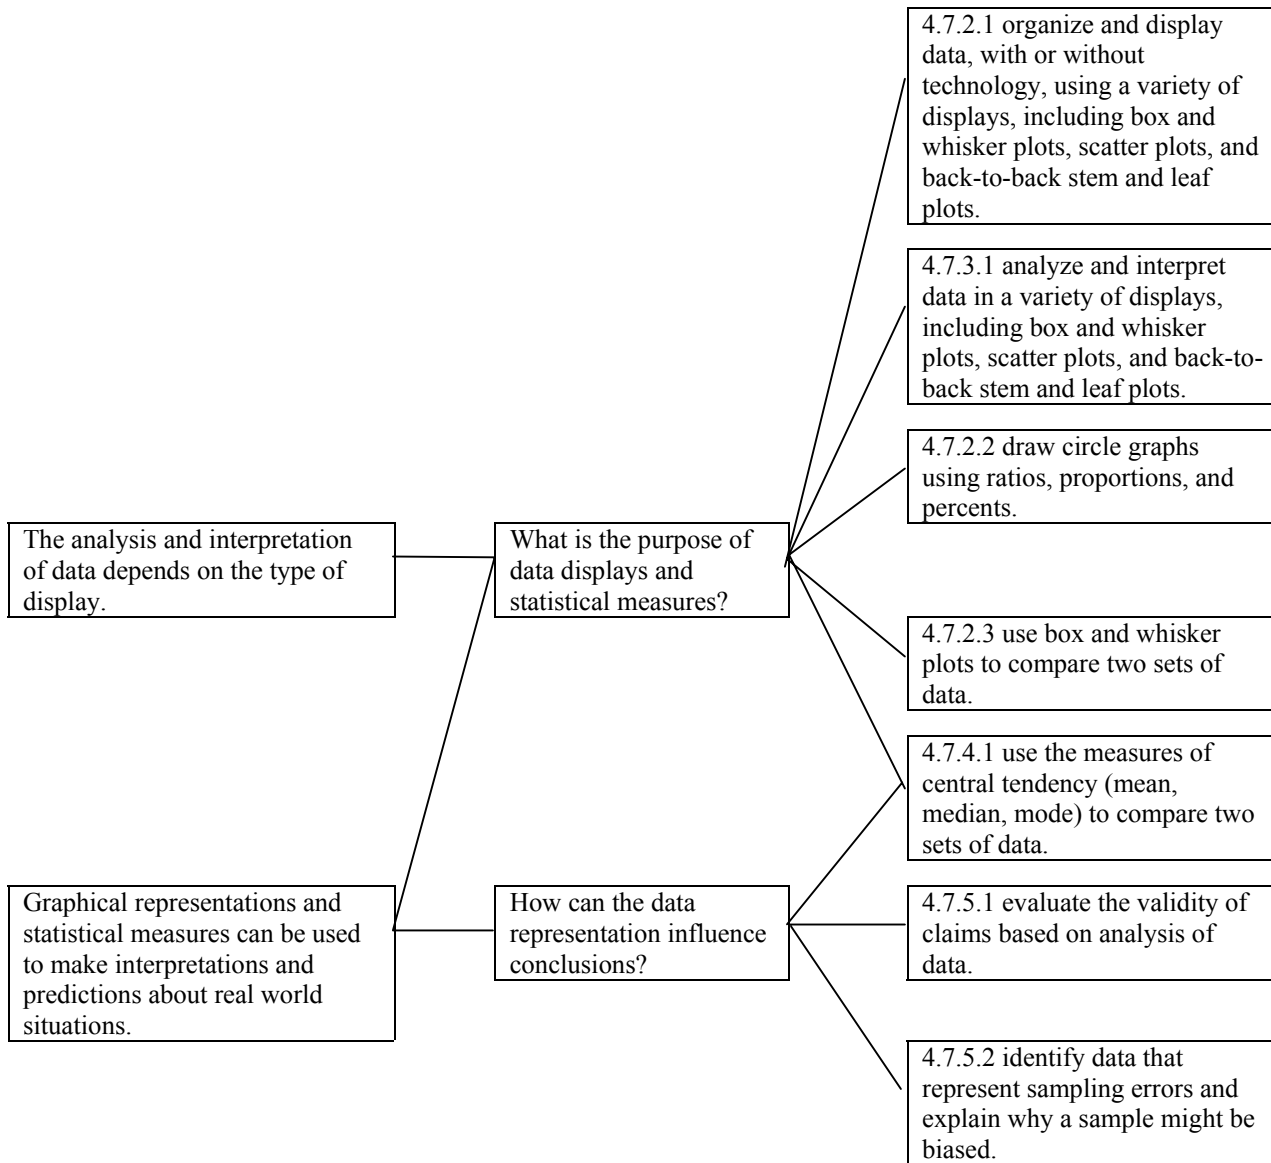 The analysis and interpretation
of data depends on the type of
display.
Graphical representations and
statistical measures can be used
to make interpretations and
predictions about real world
situations.
What is the purpose of
data displays and
statistical measures?
How can the data
representation influence
conclusions?
4.7.2.1 organize and display
data, with or without
technology, using a variety of
displays, including box and
whisker plots, scatter plots, and
back-to-back stem and leaf
plots.
4.7.3.1 analyze and interpret
data in a variety of displays,
including box and whisker
plots, scatter plots, and back-to-
back stem and leaf plots.
4.7.2.2 draw circle graphs
using ratios, proportions, and
percents.
4.7.2.3 use box and whisker
plots to compare two sets of
data.
4.7.4.1 use the measures of
central tendency (mean,
median, mode) to compare two
sets of data.
4.7.5.1 evaluate the validity of
claims based on analysis of
data.
4.7.5.2 identify data that
represent sampling errors and
explain why a sample might be
biased.